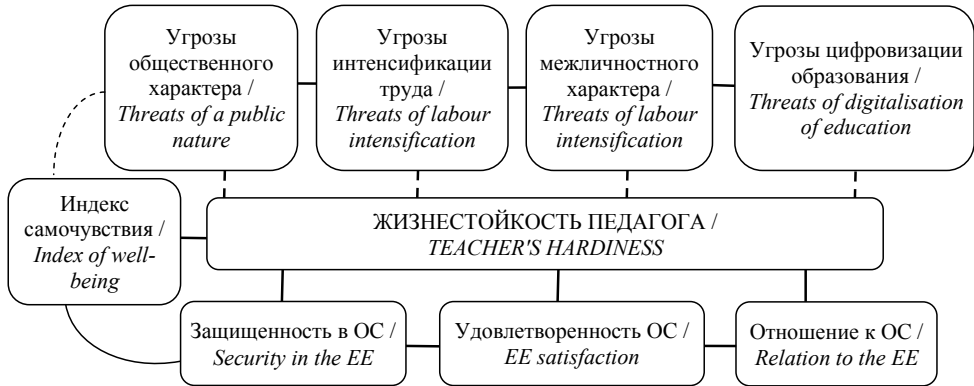 Угрозы
общественного
характера /
Threats of a public
nature
Угрозы
интенсификации
труда /
Threats of labour
intensification
Угрозы
межличностного
характера /
Threats of labour
intensification
Угрозы цифровизации
образования /
Threats of digitalisation
of education
Индекс
самочувствия /
Index of well-
being
ЖИЗНЕСТОЙКОСТЬ ПЕДАГОГА /
TEACHER'S HARDINESS
Защищенность в ОС /
Security in the EE
Удовлетворенность ОС /
EE satisfaction
Отношение к ОС /
Relation to the EE